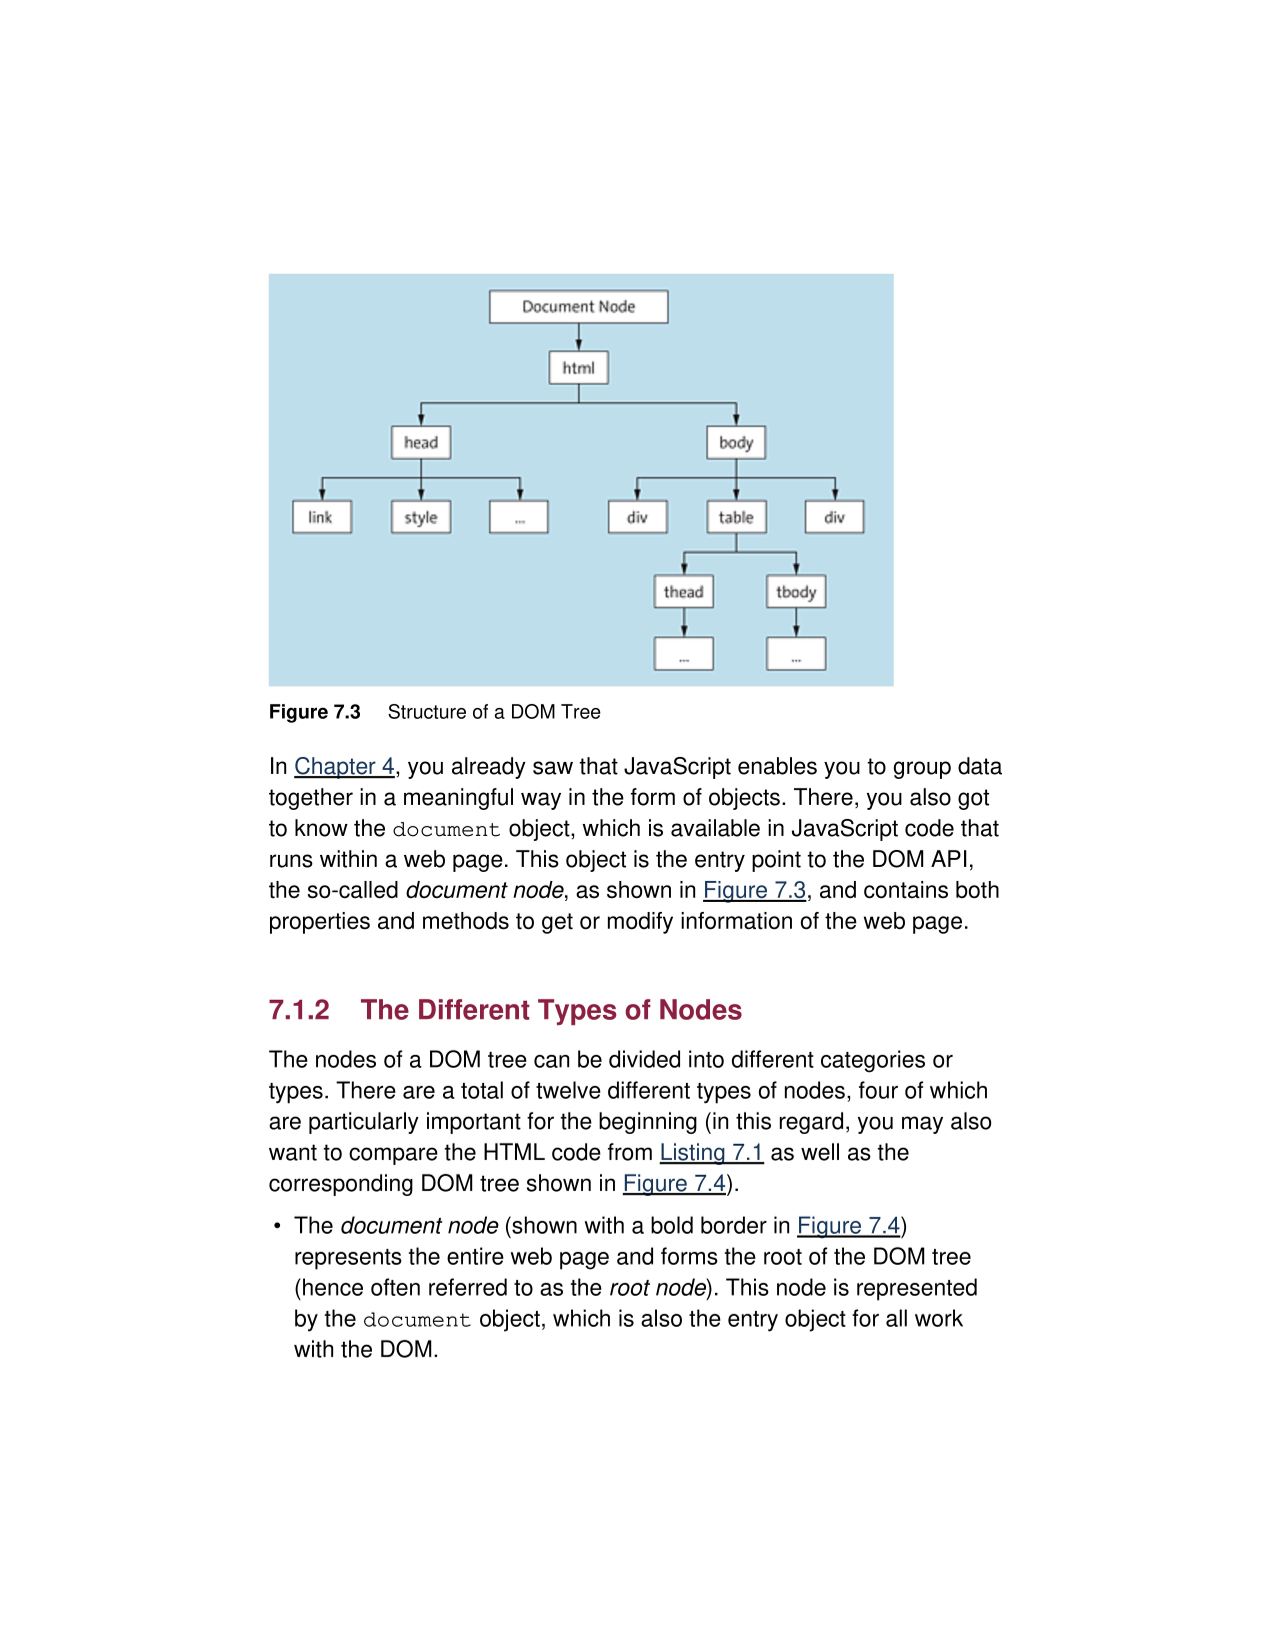 Document Node
html
head body
link style ... div table div
thead tbody
... ...
Figure 7.3 Structure of a DOM Tree
In Chapter 4, you already saw that JavaScript enables you to group data
together in a meaningful way in the form of objects. There, you also got
to know the document object, which is available in JavaScript code that
runs within a web page. This object is the entry point to the DOM API,
the so-called document node, as shown in Figure 7.3, and contains both
properties and methods to get or modify information of the web page.
7.1.2 The Different Types of Nodes
The nodes of a DOM tree can be divided into different categories or
types. There are a total of twelve different types of nodes, four of which
are particularly important for the beginning (in this regard, you may also
want to compare the HTML code from Listing 7.1 as well as the
corresponding DOM tree shown in Figure 7.4).
• The document node (shown with a bold border in Figure 7.4)
represents the entire web page and forms the root of the DOM tree
(hence often referred to as the root node). This node is represented
by the document object, which is also the entry object for all work
with the DOM.